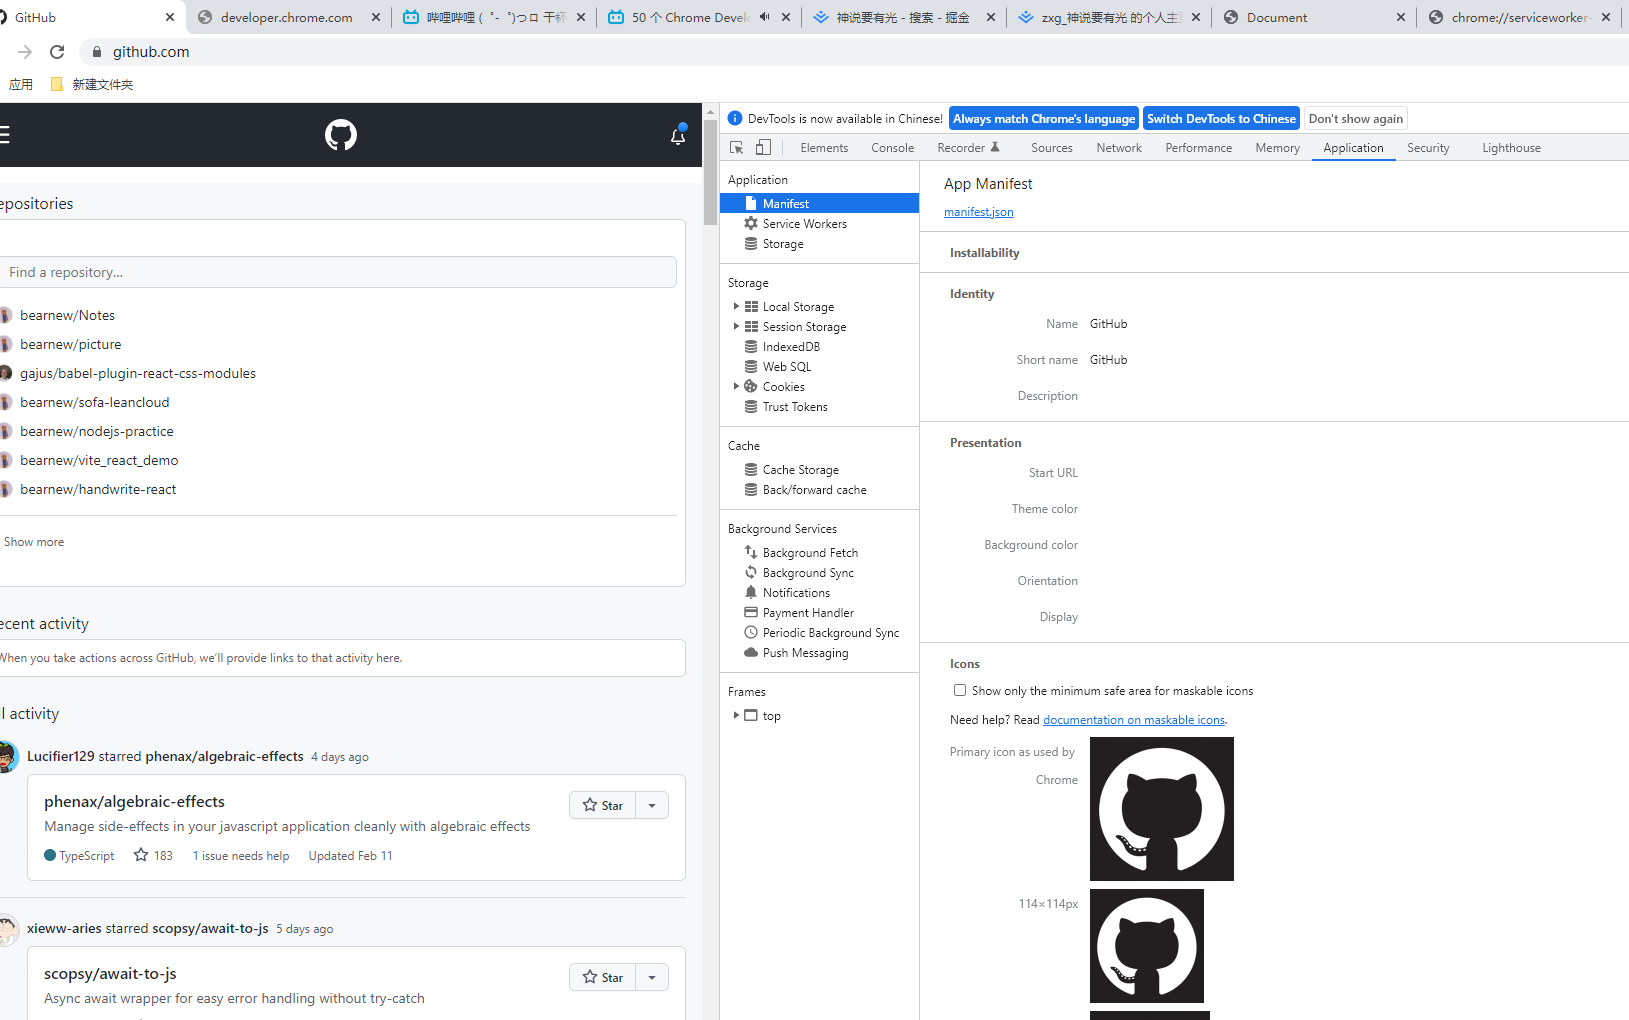 GitHub
developer.chrome.com
哔哩哔哩 ( ゜- ゜)つロ 干杯
50 个 Chrome Develo
神说要有光 - 搜索 - 掘金
zxg_神说要有光 的个人主
Document
chrome://serviceworker-
github.com
应用
新建文件夹
DevTools is now available in Chinese!
Always match Chrome's language
Switch DevTools to Chinese
Don't show again
Elements
Console
Recorder
Sources
Network
Performance
Memory
Application
Security
Lighthouse
epositories
Find a repository...
bearnew/Notes
bearnew/picture
gajus/babel-plugin-react-css-modules
bearnew/sofa-leancloud
bearnew/nodejs-practice
bearnew/vite_react_demo
bearnew/handwrite-react
Show more
ecent activity
When you take actions across GitHub, we'll provide links to that activity here.
ll activity
Lucifier129 starred phenax/algebraic-effects 4 days ago
phenax/algebraic-effects
Star
Manage side-effects in your javascript application cleanly with algebraic effects
TypeScript 183 1 issue needs help Updated Feb 11
xieww-aries starred scopsy/await-to-js 5 days ago
scopsy/await-to-js
Star
Async await wrapper for easy error handling without try-catch
Application
Manifest
Service Workers
Storage
Storage
Local Storage
Session Storage
IndexedDB
Web SQL
Cookies
Trust Tokens
Cache
Cache Storage
Back/forward cache
Background Services
Background Fetch
Background Sync
Notifications
Payment Handler
Periodic Background Sync
Push Messaging
Frames
top
App Manifest
manifest.json
Installability
Identity
Name GitHub
Short name GitHub
Description
Presentation
Start URL
Theme color
Background color
Orientation
Display
Icons
Show only the minimum safe area for maskable icons
Need help? Read documentation on maskable icons.
Primary icon as used by
Chrome
114×114px